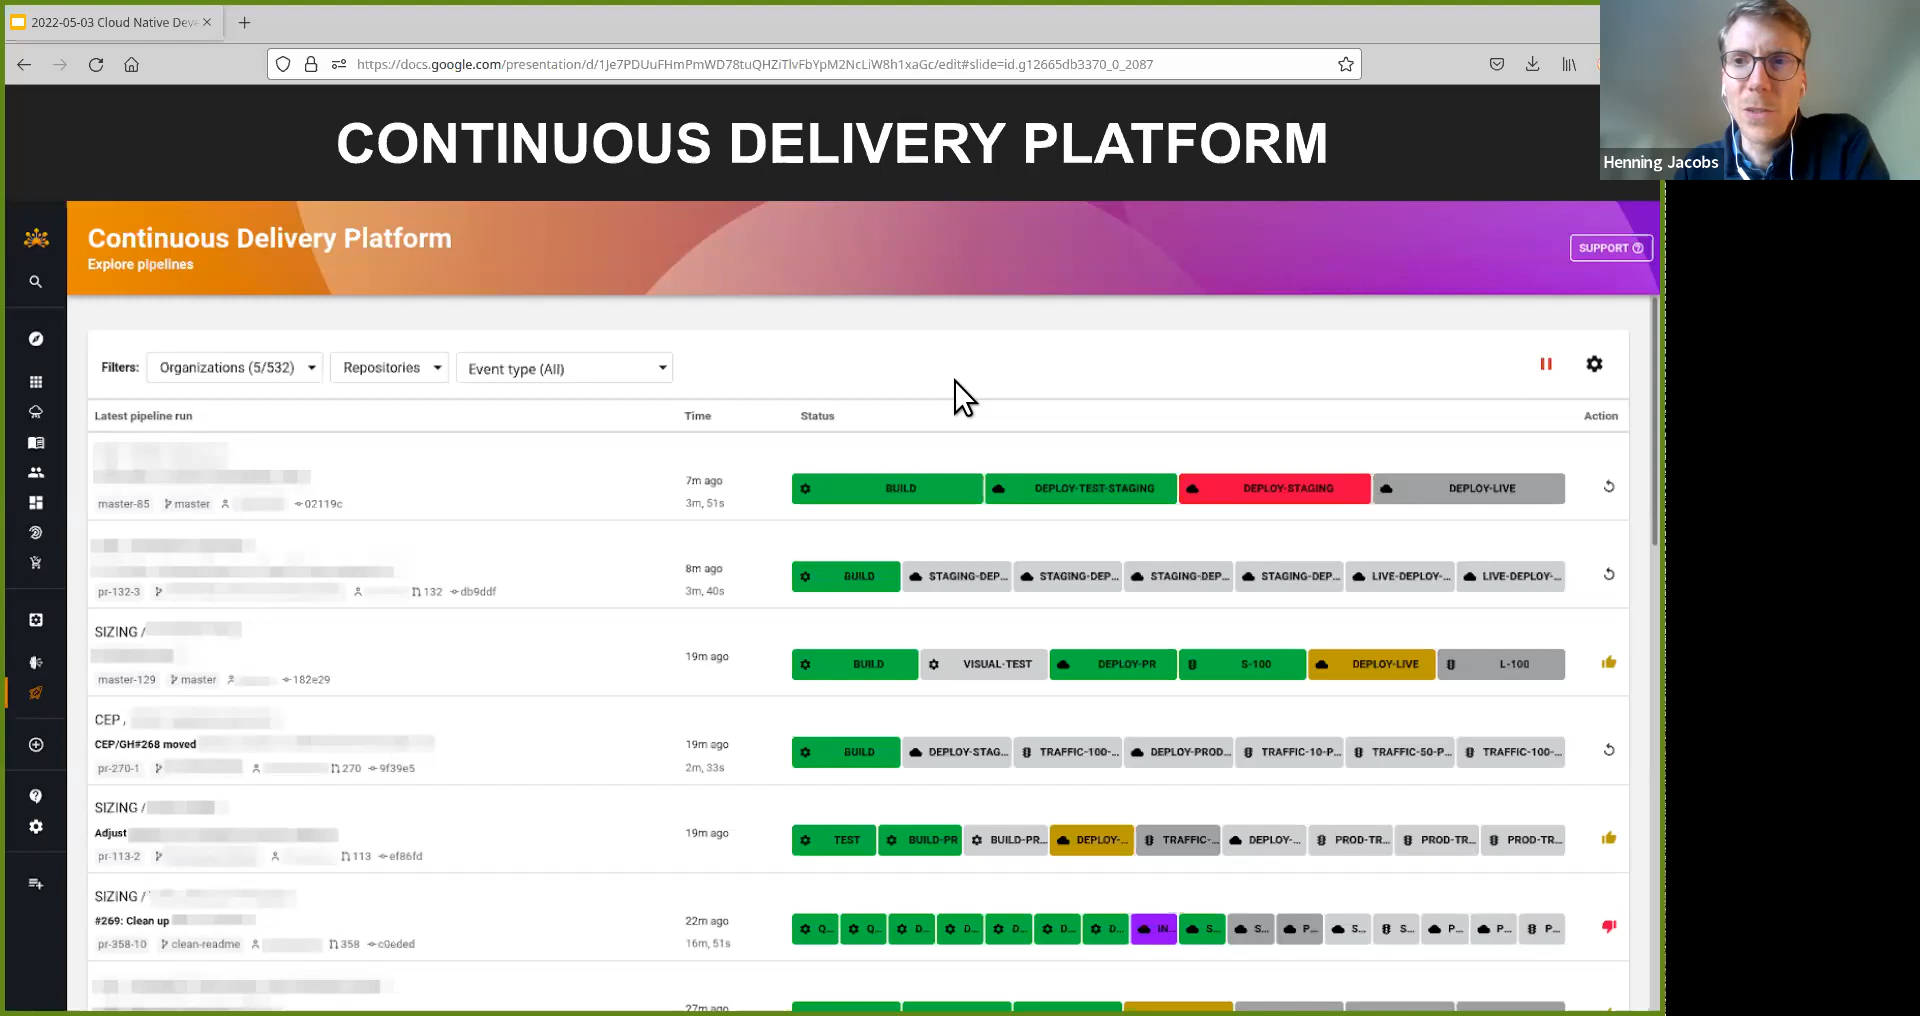 2022-05-03 Cloud Native Deve
https://docs.google.com/presentation/d/1Je7PDUuFHmPmWD78tuQHZiTlvFbYpM2NcLiW8h1xaGc/edit#slide=id.g12665db3370_0_2087
CONTINUOUS DELIVERY PLATFORM
Henning Jacobs
Continuous Delivery Platform
Explore pipelines
SUPPORT
Filters: Organizations (5/532) Repositories Event type (All)
Latest pipeline run Time Status Action
7m ago
BUILD DEPLOY-TEST-STAGING DEPLOY-STAGING DEPLOY-LIVE
master-85 master 02119c 3m, 51s
8m ago
BUILD STAGING-DEP... STAGING-DEP... STAGING-DEP... STAGING-DEP... LIVE-DEPLOY-... LIVE-DEPLOY-...
pr-132-3 132 db9ddf 3m, 40s
SIZING /
19m ago
BUILD VISUAL-TEST DEPLOY-PR S-100 DEPLOY-LIVE L-100
master-129 master 182e29
CEP
CEP/GH#268 moved 19m ago
BUILD DEPLOY-STAG... TRAFFIC-100-... DEPLOY-PROD... TRAFFIC-10-P... TRAFFIC-50-P... TRAFFIC-100-...
pr-270-1 270 9f39e5 2m, 33s
SIZING /
Adjust 19m ago
TEST BUILD-PR BUILD-PR... DEPLOY-... TRAFFIC-... DEPLOY-... PROD-TR... PROD-TR... PROD-TR...
pr-113-2 113 ef86fd
SIZING /
#269: Clean up 22m ago
Q... Q... D... D... D... D... D... IN... S... S... P... S... S... P... P... P...
pr-358-10 clean-readme 358 c0eded 16m, 51s
27m ago